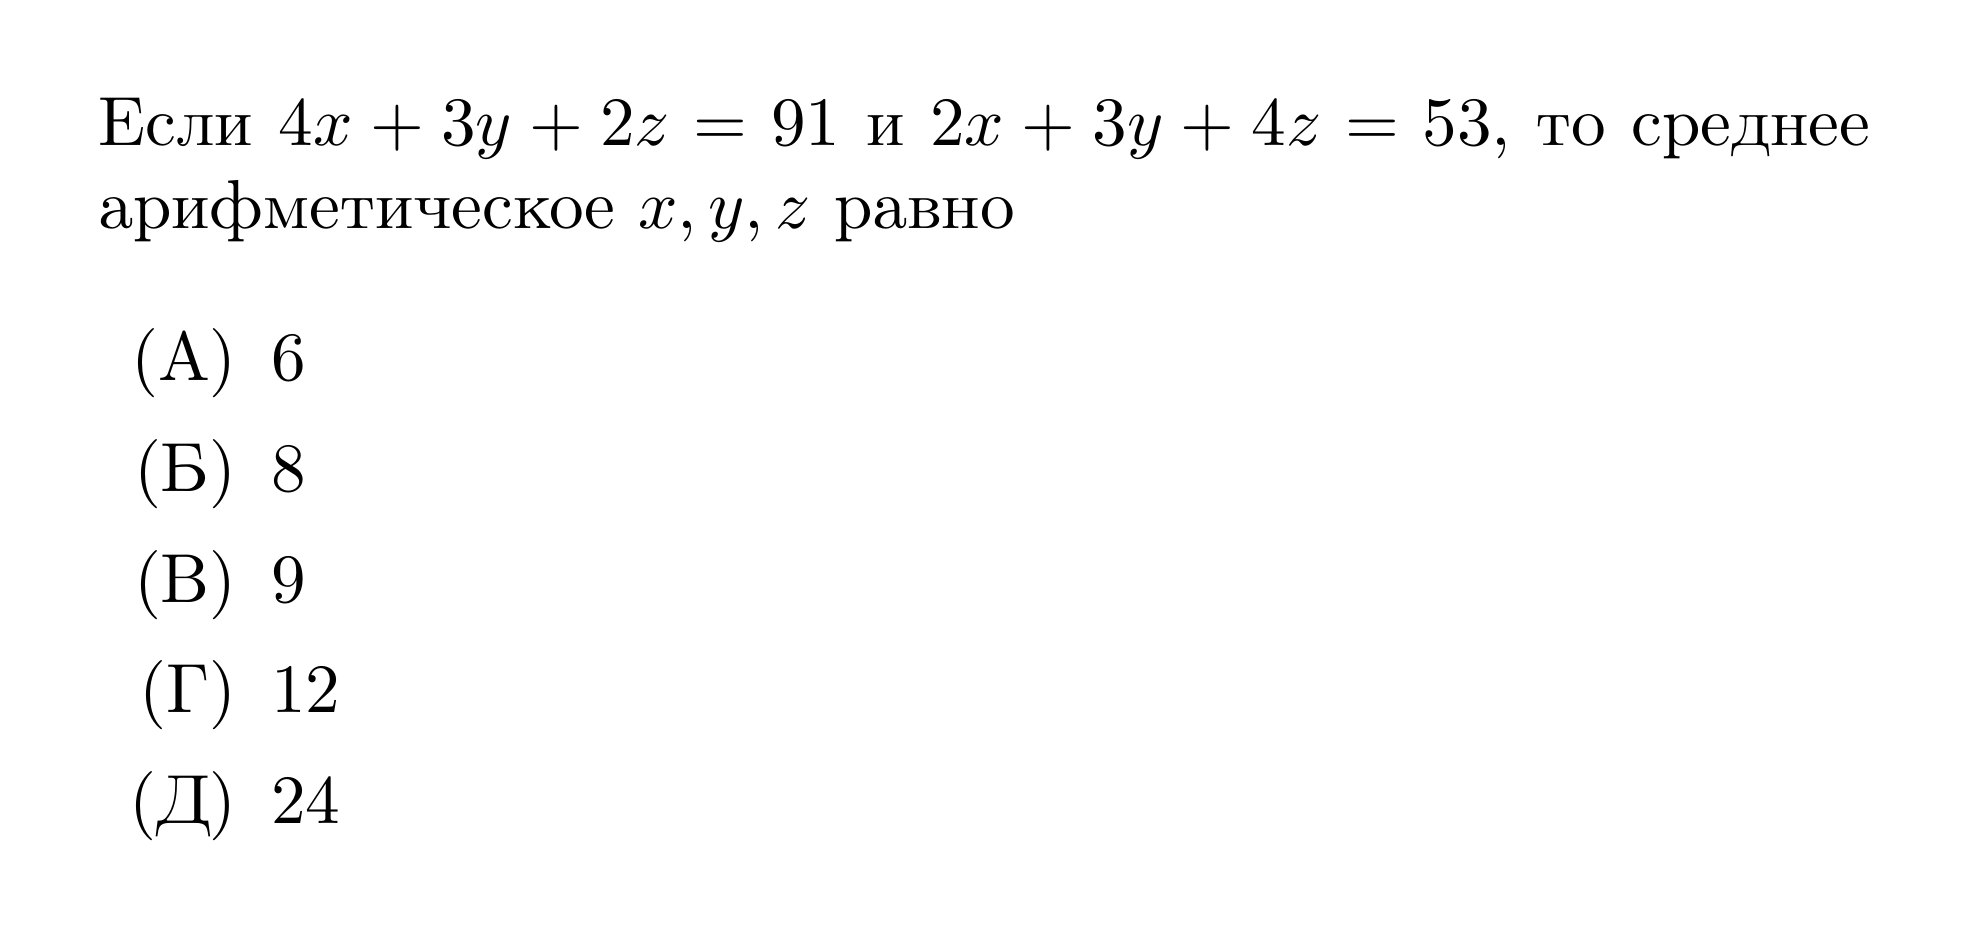 Если 4x + 3y + 2z = 91 и 2x + 3y + 4z = 53, то среднее
арифметическое x, y, z равно
(А) 6
(Б) 8
(В) 9
(Г) 12
(Д) 24